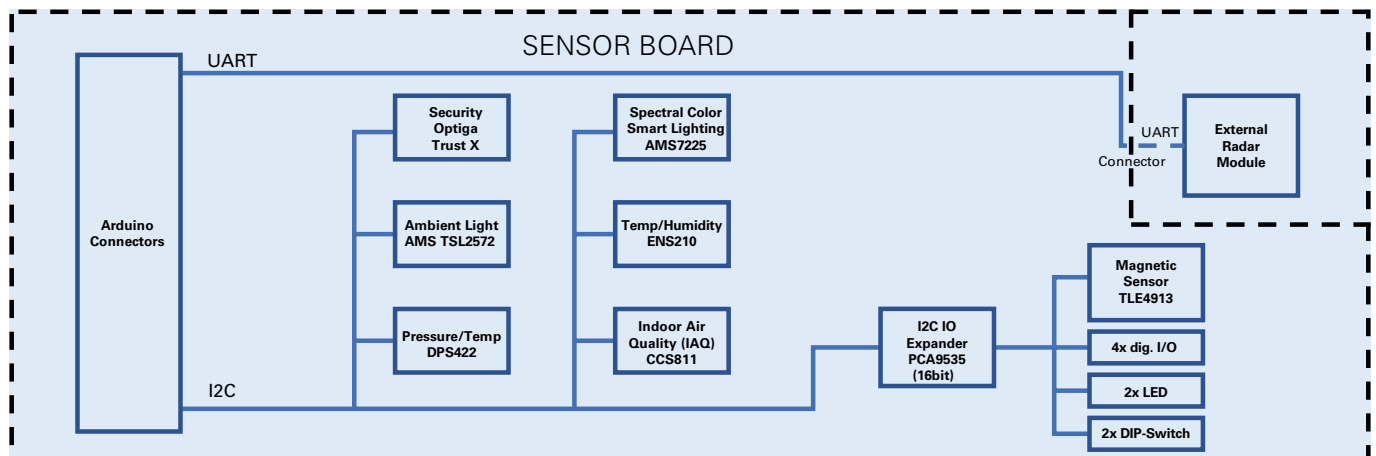 SENSOR BOARD
UART
Arduino
Connectors
Security
Optiga
Trust X
Spectral Color
Smart Lighting
AMS7225
UART
Connector
External
Radar
Module
Ambient Light
AMS TSL2572
Temp/Humidity
ENS210
Magnetic
Sensor
TLE4913
Pressure/Temp
DPS422
Indoor Air
Quality (IAQ)
CCS811
I2C IO
Expander
PCA9535
(16bit)
4x dig. I/O
2x LED
2x DIP-Switch
I2C